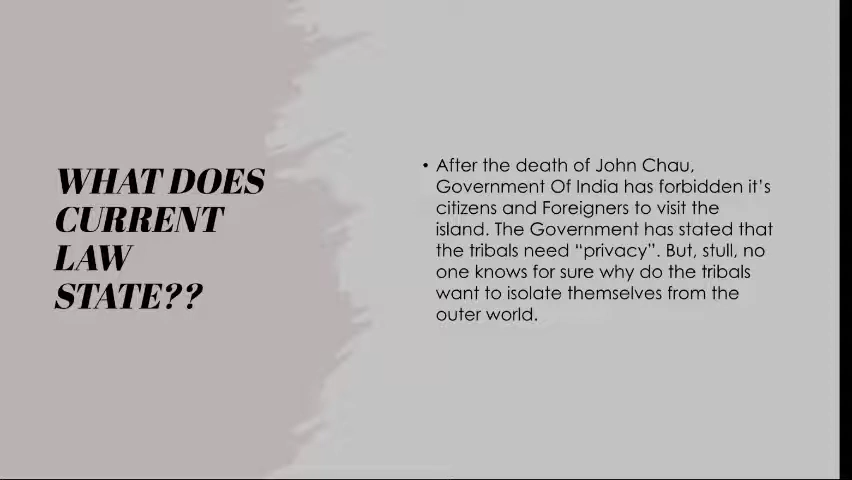 WHAT DOES
CURRENT
LAW
STATE??
• After the death of John Chau,
Government Of India has forbidden it's
citizens and Foreigners to visit the
island. The Government has stated that
the tribals need “privacy”. But, stull, no
one knows for sure why do the tribals
want to isolate themselves from the
outer world.